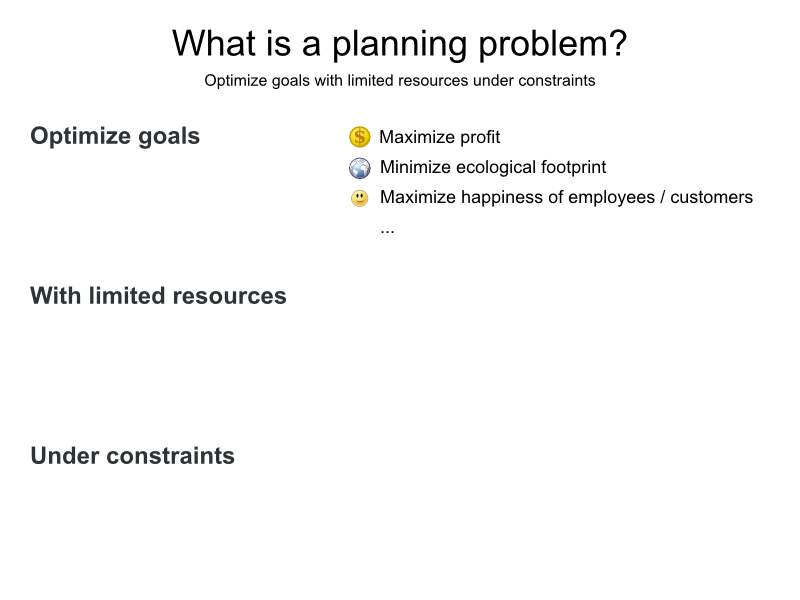 What is a planning problem?
Optimize goals with limited resources under constraints
Optimize goals
$ Maximize profit
Minimize ecological footprint
Maximize happiness of employees / customers
...
With limited resources
Under constraints